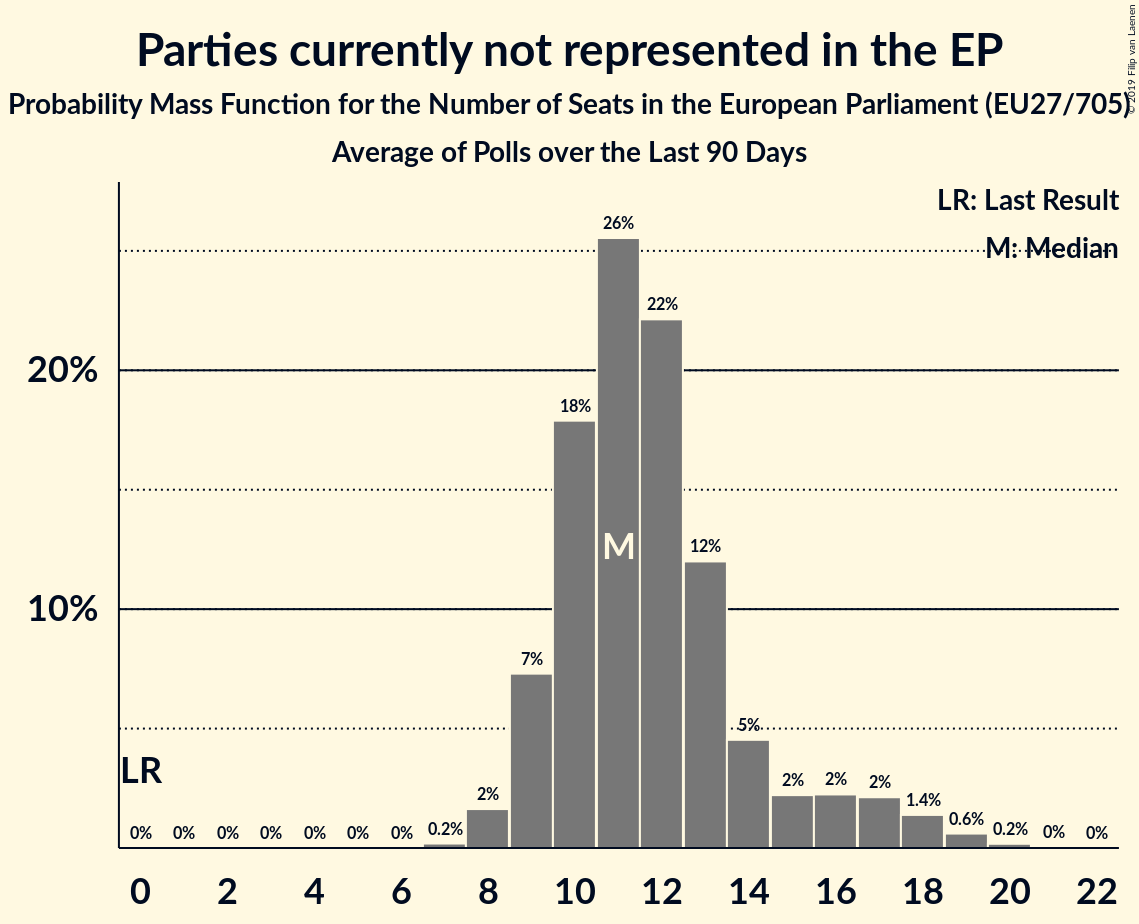 Parties currently not represented in the EP
Probability Mass Function for the Number of Seats in the European Parliament (EU27/705)
Average of Polls over the Last 90 Days
© 2019 Filip van Laenen
LR: Last Result
M: Median
26%
22%
20%
18%
M
12%
10%
7%
5%
LR
2%
2%
2%
2%
1.4%
0.6%
0% 0% 0% 0% 0% 0% 0% 0.2% 0.2% 0% 0%
0 2 4 6 8 10 12 14 16 18 20 22